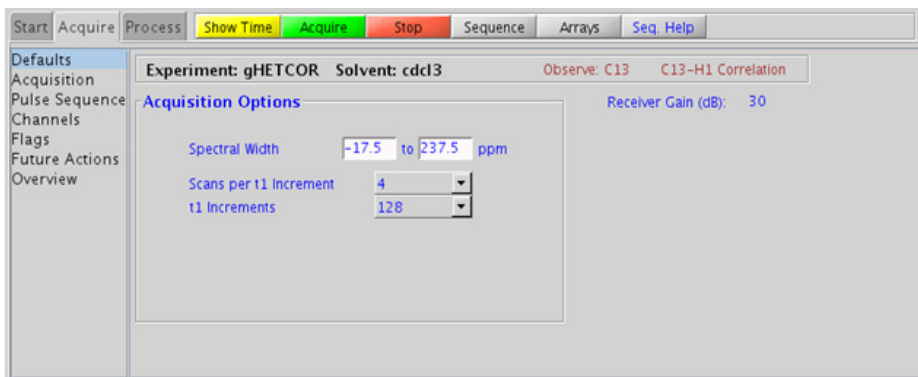 Start Acquire Process Show Time Acquire Stop Sequence Arrays Seq. Help
Defaults
Acquisition
Pulse Sequence
Channels
Flags
Future Actions
Overview
Experiment: gHETCOR Solvent: cdcl3 Observe: C13 C13-H1 Correlation
Acquisition Options
Receiver Gain (dB): 30
Spectral Width -17.5 to 237.5 ppm
Scans per t1 Increment 4
t1 Increments 128